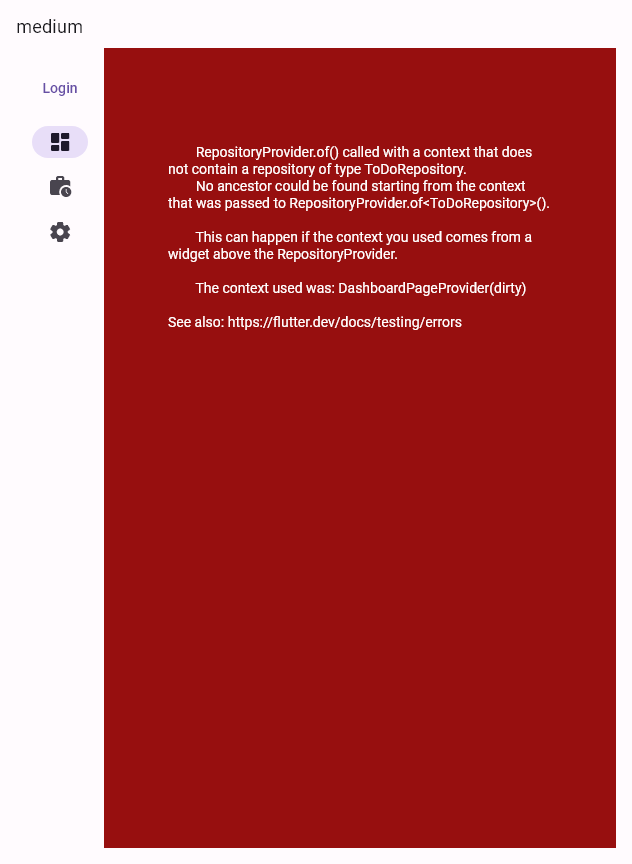 medium
Login
RepositoryProvider.of() called with a context that does
not contain a repository of type ToDoRepository.
No ancestor could be found starting from the context
that was passed to RepositoryProvider.of<ToDoRepository>().
This can happen if the context you used comes from a
widget above the RepositoryProvider.
The context used was: DashboardPageProvider(dirty)
See also: https://flutter.dev/docs/testing/errors